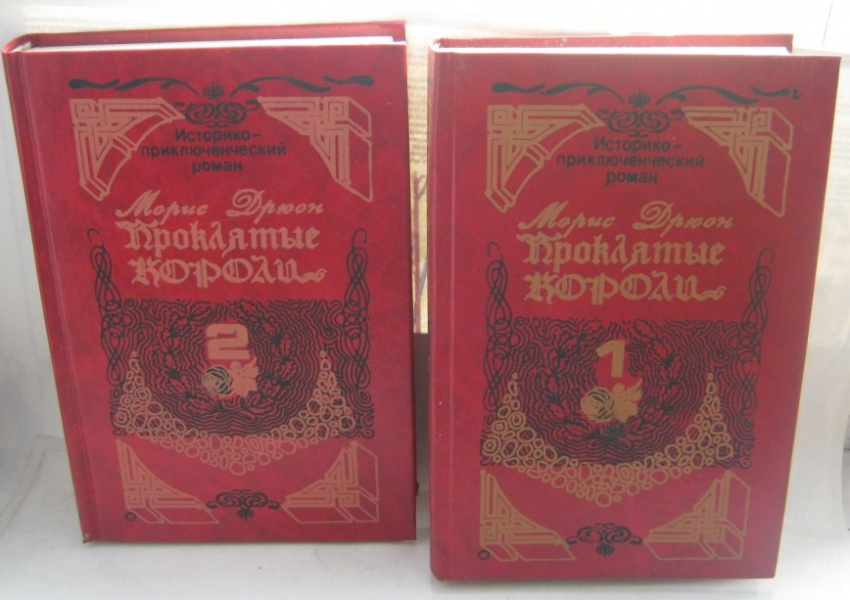 Историко-
приключенческий
роман
Морис Дрюон
Проклятые
короли
2
Историко-
приключенческий
роман
Морис Дрюон
Проклятые
короли
1